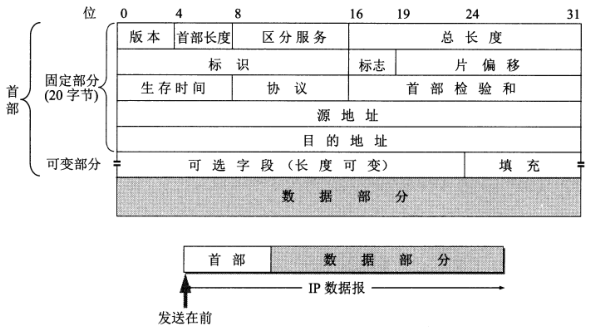 位 0 4 8 16 19 24 31
版 本 首部长度 区 分 服 务 总 长 度
标 识 标志 片 偏 移
生 存 时 间 协 议 首 部 检 验 和
源 地 址
目 的 地 址
可 选 字 段 （长 度 可 变） 填 充
数 据 部 分
首部
固定部分
(20 字节)
可变部分
首 部 数 据 部 分
IP 数据报
发送在前